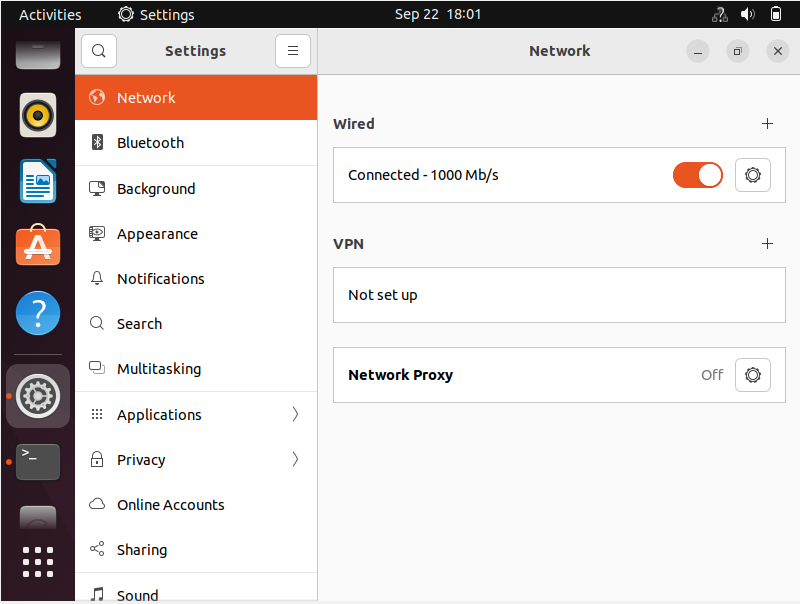 Activities Settings Sep 22 18:01
Settings Network
Network
Bluetooth
Background
Appearance
Notifications
Search
Multitasking
Applications
Privacy
Online Accounts
Sharing
Sound
Wired
Connected - 1000 Mb/s
VPN
Not set up
Network Proxy Off